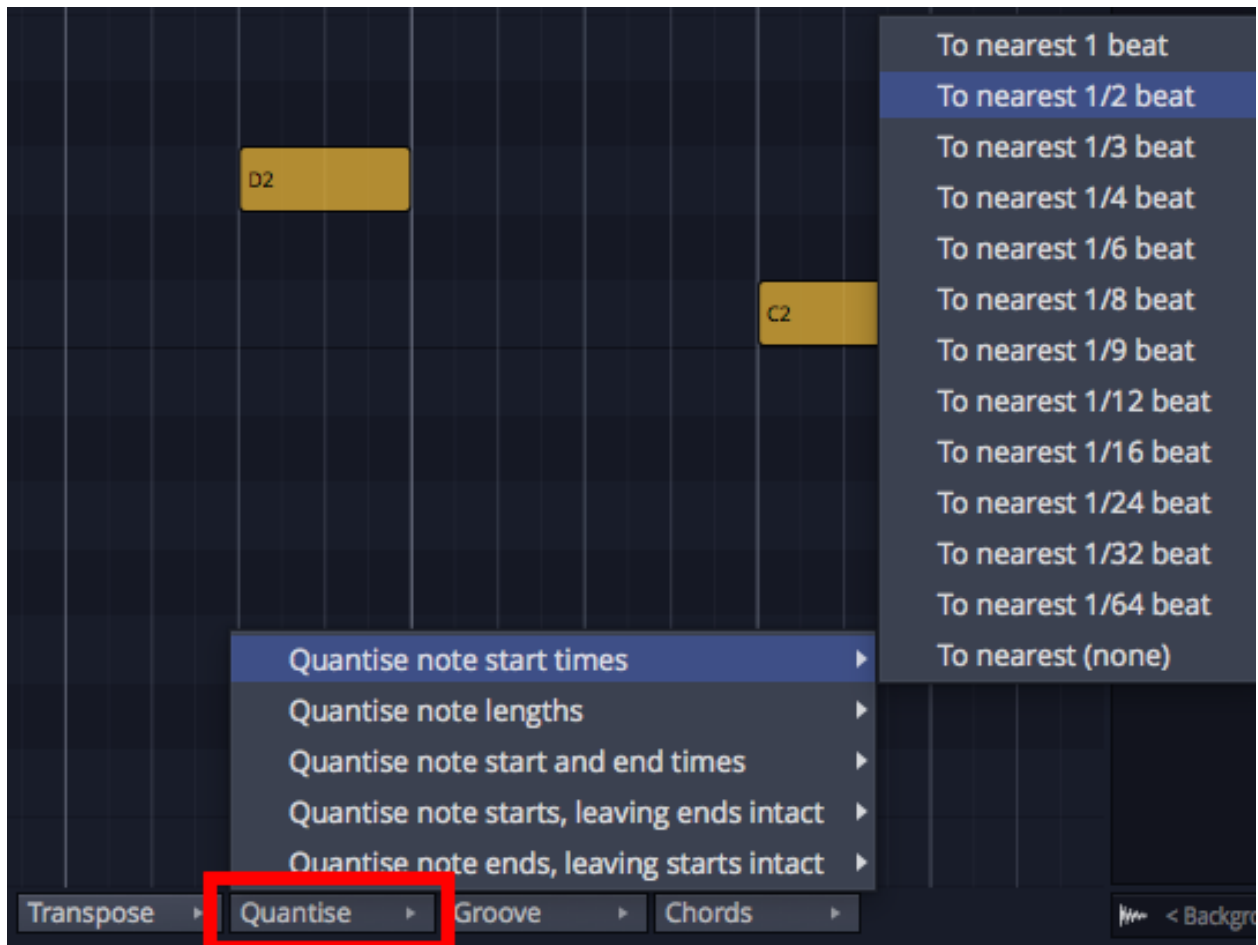 To nearest 1 beat
To nearest 1/2 beat
To nearest 1/3 beat
To nearest 1/4 beat
To nearest 1/6 beat
To nearest 1/8 beat
To nearest 1/9 beat
To nearest 1/12 beat
To nearest 1/16 beat
To nearest 1/24 beat
To nearest 1/32 beat
To nearest 1/64 beat
To nearest (none)
D2
C2
Quantise note start times
Quantise note lengths
Quantise note start and end times
Quantise note starts, leaving ends intact
Quantise note ends, leaving starts intact
Transpose Quantise Groove Chords < Backgro